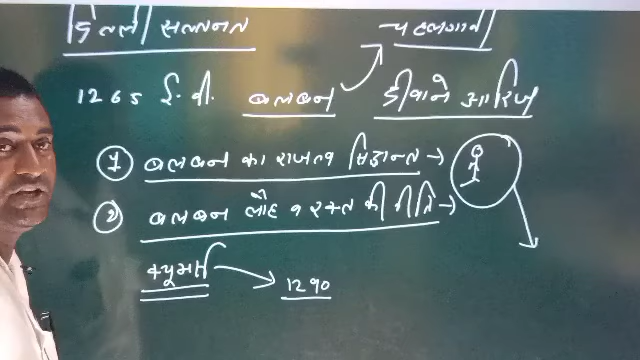 दिल्ली सल्तनत चहलगानी
1265 ई. वी. बलबन दीवाने आरिज
① बलबन का राजत्व सिद्धान्त →
② बलबन लौह व रक्त की नीति →
क्यूमर्स → 1290